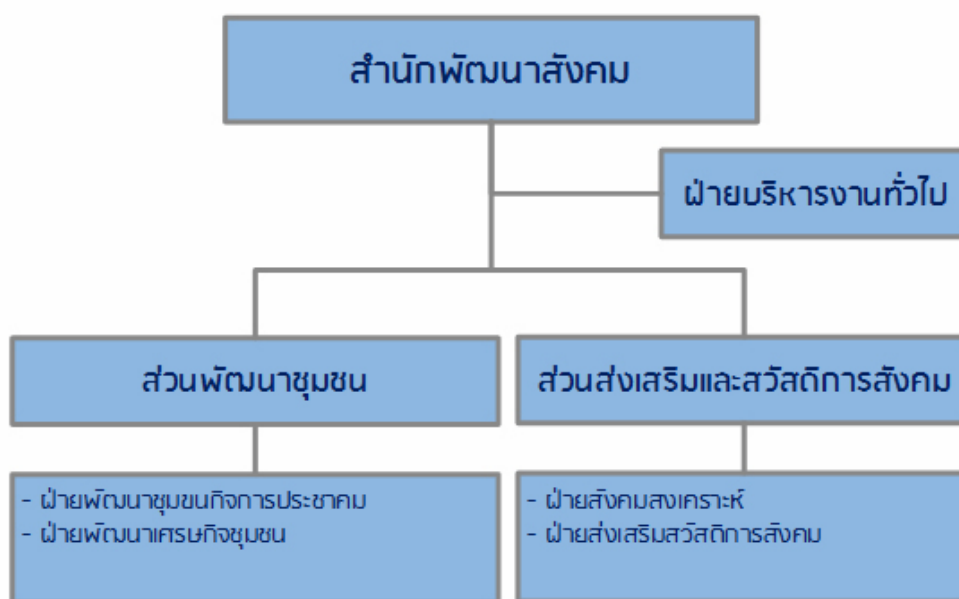 สำนักพัฒนาสังคม
ฝ่ายบริหารงานทั่วไป
ส่วนพัฒนาชุมชน
ส่วนส่งเสริมและสวัสดิการสังคม
- ฝ่ายพัฒนาชุมขนกิจการประชาคม
- ฝ่ายพัฒนาเศรษกิจชุมชน
- ฝ่ายสังคมสงเคราะห์
- ฝ่ายส่งเสริมสวัสดิการสังคม